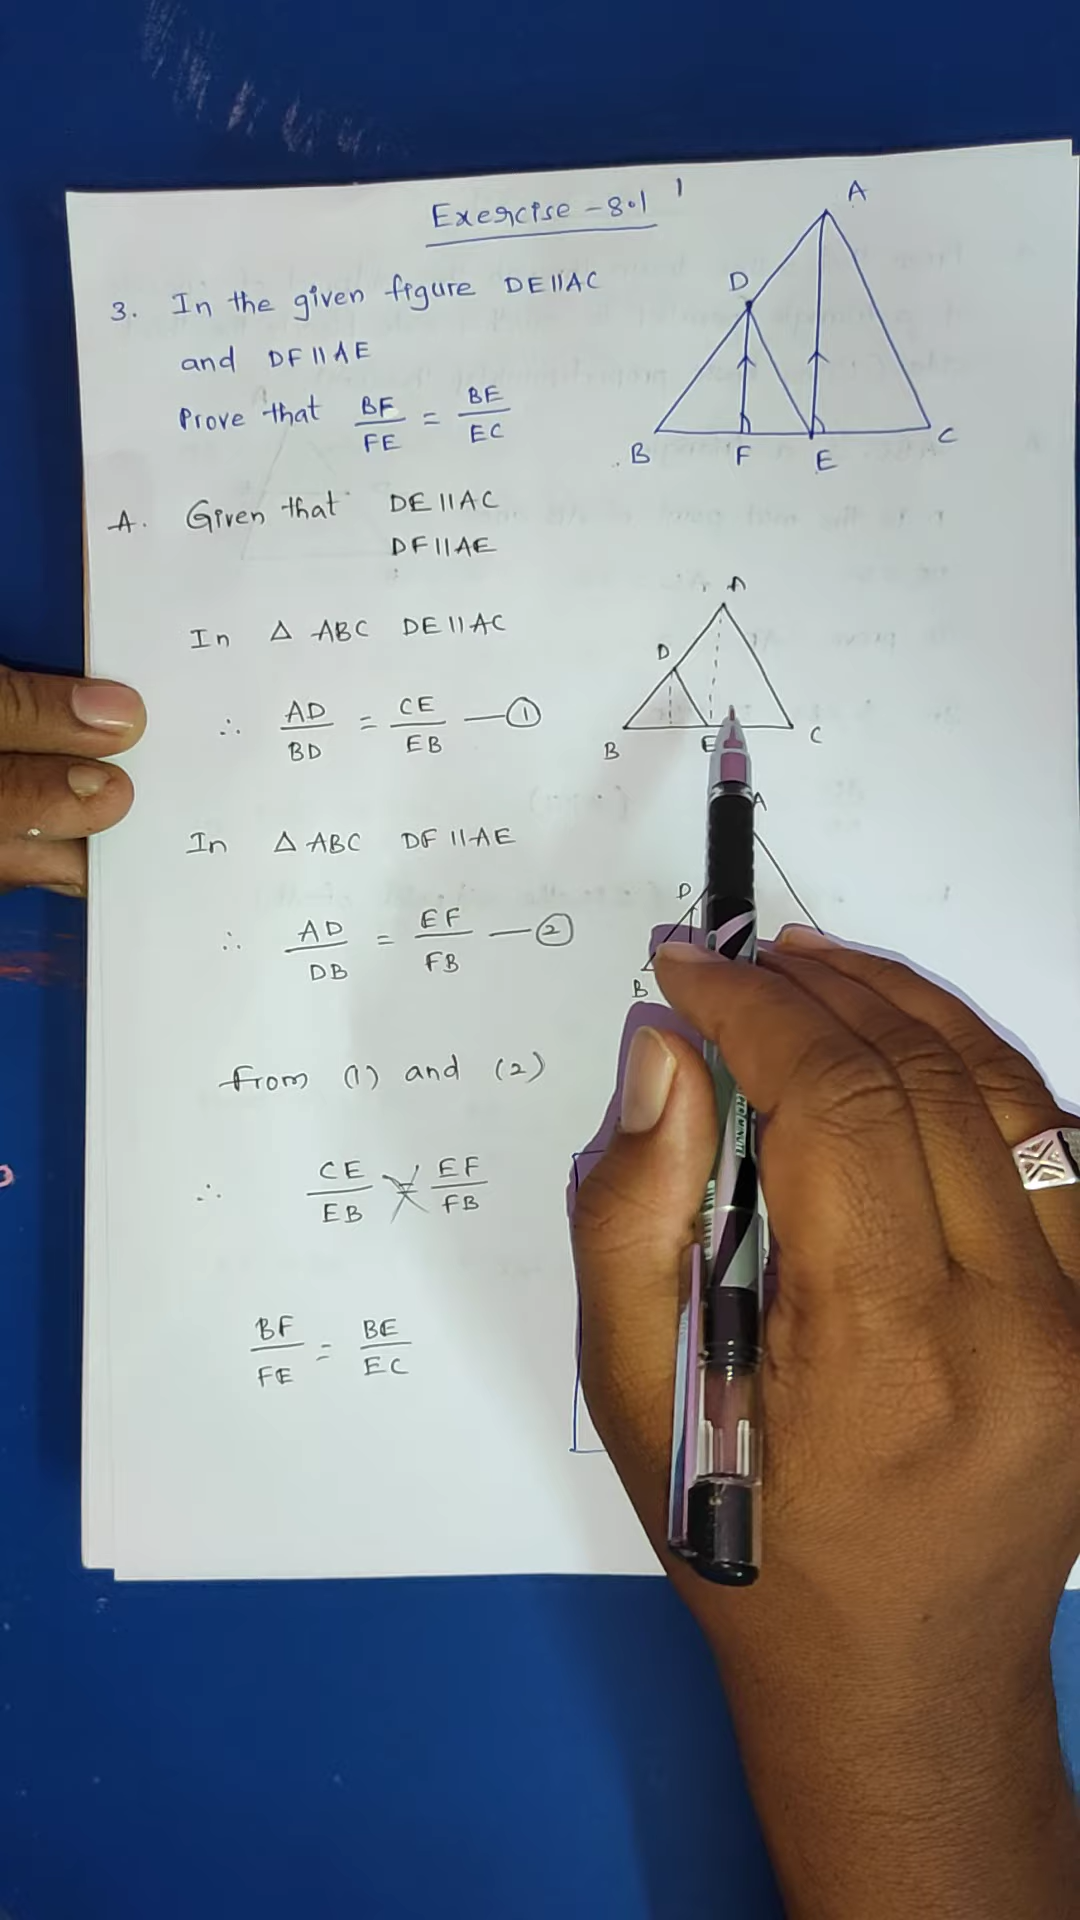 Exercise - 8.1
3. In the given figure DE||AC
and DF||AE
Prove that BF/FE = BE/EC
A
D
B F E C
A. Given that DE||AC
DF||AE
In △ ABC DE||AC
∴ AD/BD = CE/EB — ①
A
D
B E C
In △ ABC DF||AE
∴ AD/DB = EF/FB — ②
A
D
B
from (1) and (2)
∴ CE/EB = EF/FB
BF/FE = BE/EC